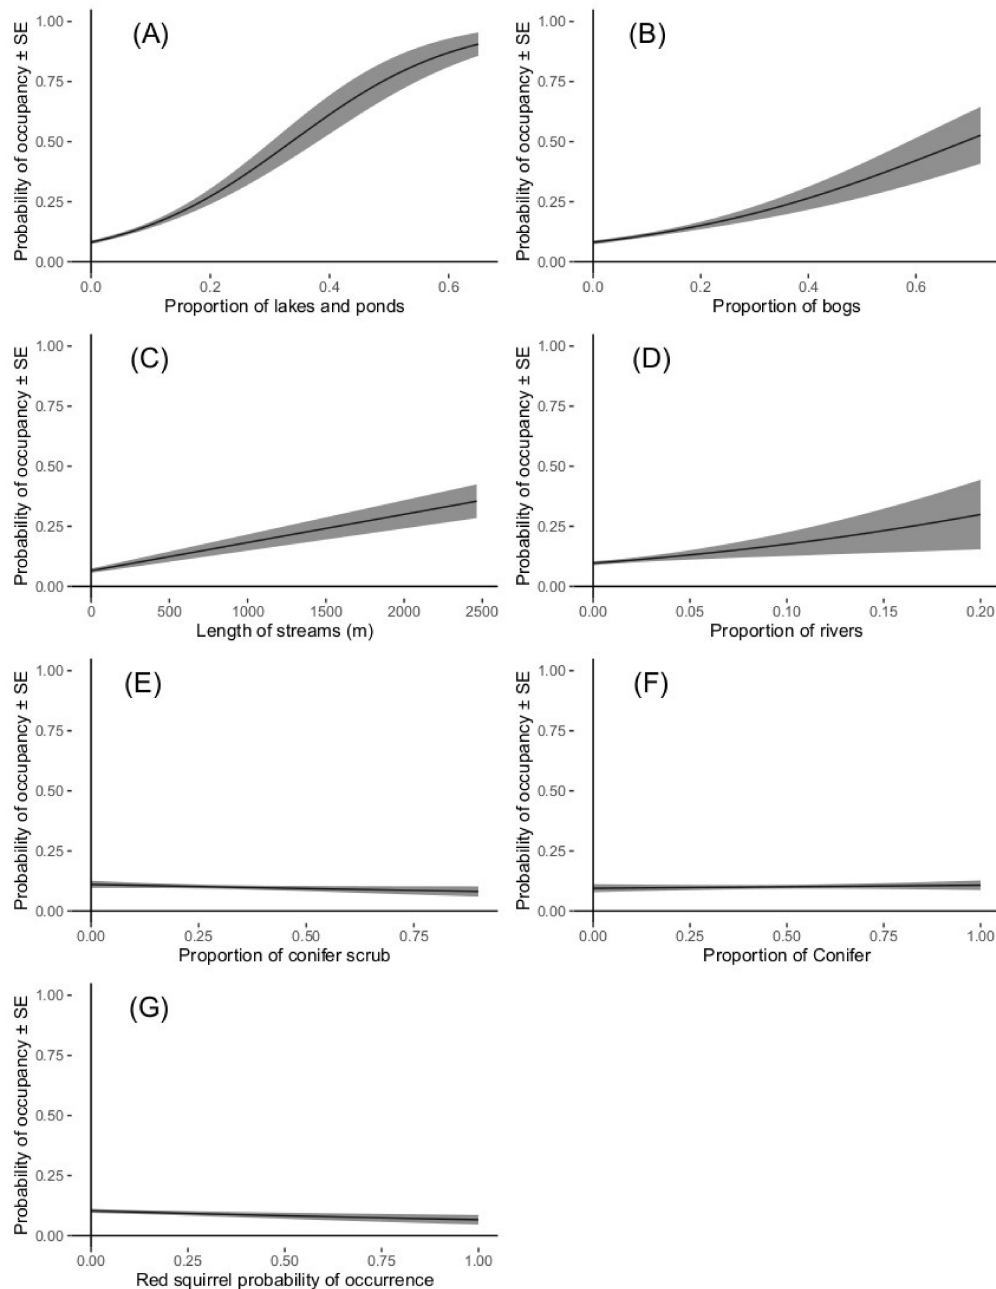 (A)
Probability of occupancy ± SE
1.00
0.75
0.50
0.25
0.00
0.0 0.2 0.4 0.6
Proportion of lakes and ponds
(B)
Probability of occupancy ± SE
1.00
0.75
0.50
0.25
0.00
0.0 0.2 0.4 0.6
Proportion of bogs
(C)
Probability of occupancy ± SE
1.00
0.75
0.50
0.25
0.00
0 500 1000 1500 2000 2500
Length of streams (m)
(D)
Probability of occupancy ± SE
1.00
0.75
0.50
0.25
0.00
0.00 0.05 0.10 0.15 0.20
Proportion of rivers
(E)
Probability of occupancy ± SE
1.00
0.75
0.50
0.25
0.00
0.00 0.25 0.50 0.75
Proportion of conifer scrub
(F)
Probability of occupancy ± SE
1.00
0.75
0.50
0.25
0.00
0.00 0.25 0.50 0.75 1.00
Proportion of Conifer
(G)
Probability of occupancy ± SE
1.00
0.75
0.50
0.25
0.00
0.00 0.25 0.50 0.75 1.00
Red squirrel probability of occurrence